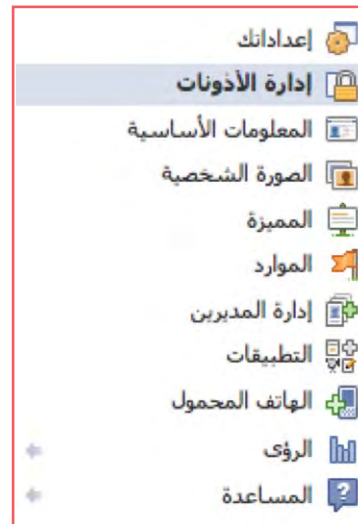 إعداداتك
إدارة الأذونات
المعلومات الأساسية
الصورة الشخصية
المميزة
الموارد
إدارة المديرين
التطبيقات
الهاتف المحمول
الرؤى
المساعدة